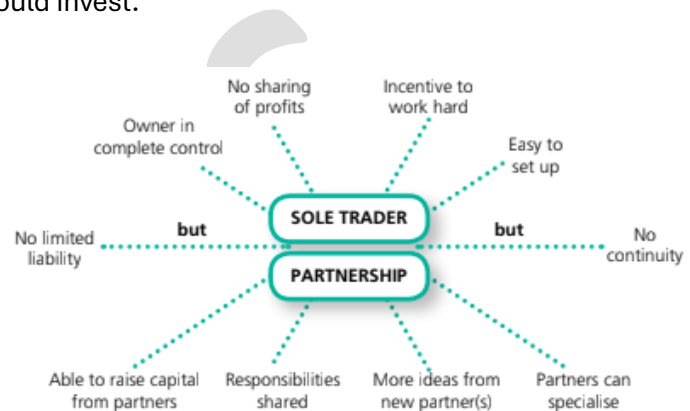 ould invest.
No sharing
of profits
Incentive to
work hard
Owner in
complete control
Easy to
set up
SOLE TRADER
No limited
liability
but
but
No
continuity
PARTNERSHIP
Able to raise capital
from partners
Responsibilities
shared
More ideas from
new partner(s)
Partners can
specialise